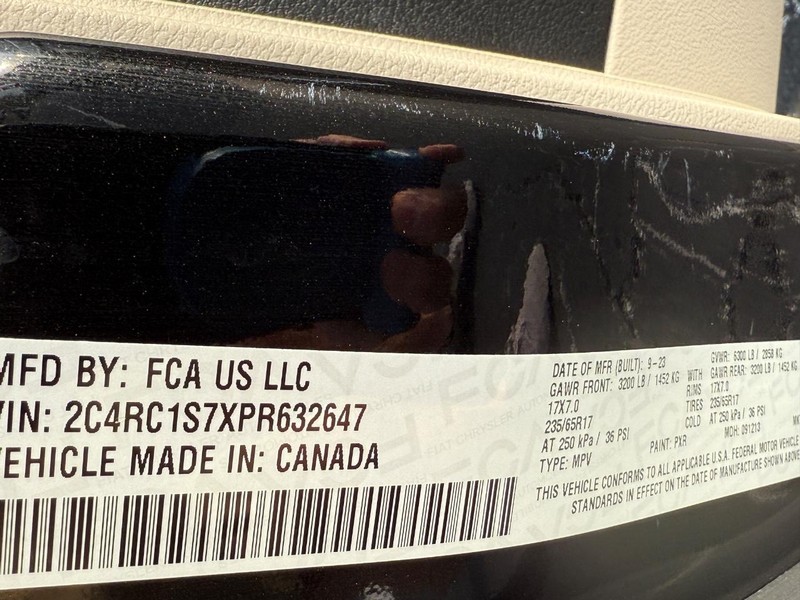 MFD BY: FCA US LLC
VIN: 2C4RC1S7XPR632647
VEHICLE MADE IN: CANADA
DATE OF MFR (BUILT): 9-23 GVWR: 6300 LB / 2858 KG
GAWR FRONT: 3200 LB / 1452 KG WITH GAWR REAR: 3200 LB / 1452 KG
17X7.0 RIMS 17X7.0
235/65R17 TIRES 235/65R17
AT 250 kPa / 36 PSI COLD AT 250 kPa / 36 PSI
TYPE: MPV PAINT: PXR MDH: 091213
THIS VEHICLE CONFORMS TO ALL APPLICABLE U.S.A. FEDERAL MOTOR VEHICLE
STANDARDS IN EFFECT ON THE DATE OF MANUFACTURE SHOWN ABOVE